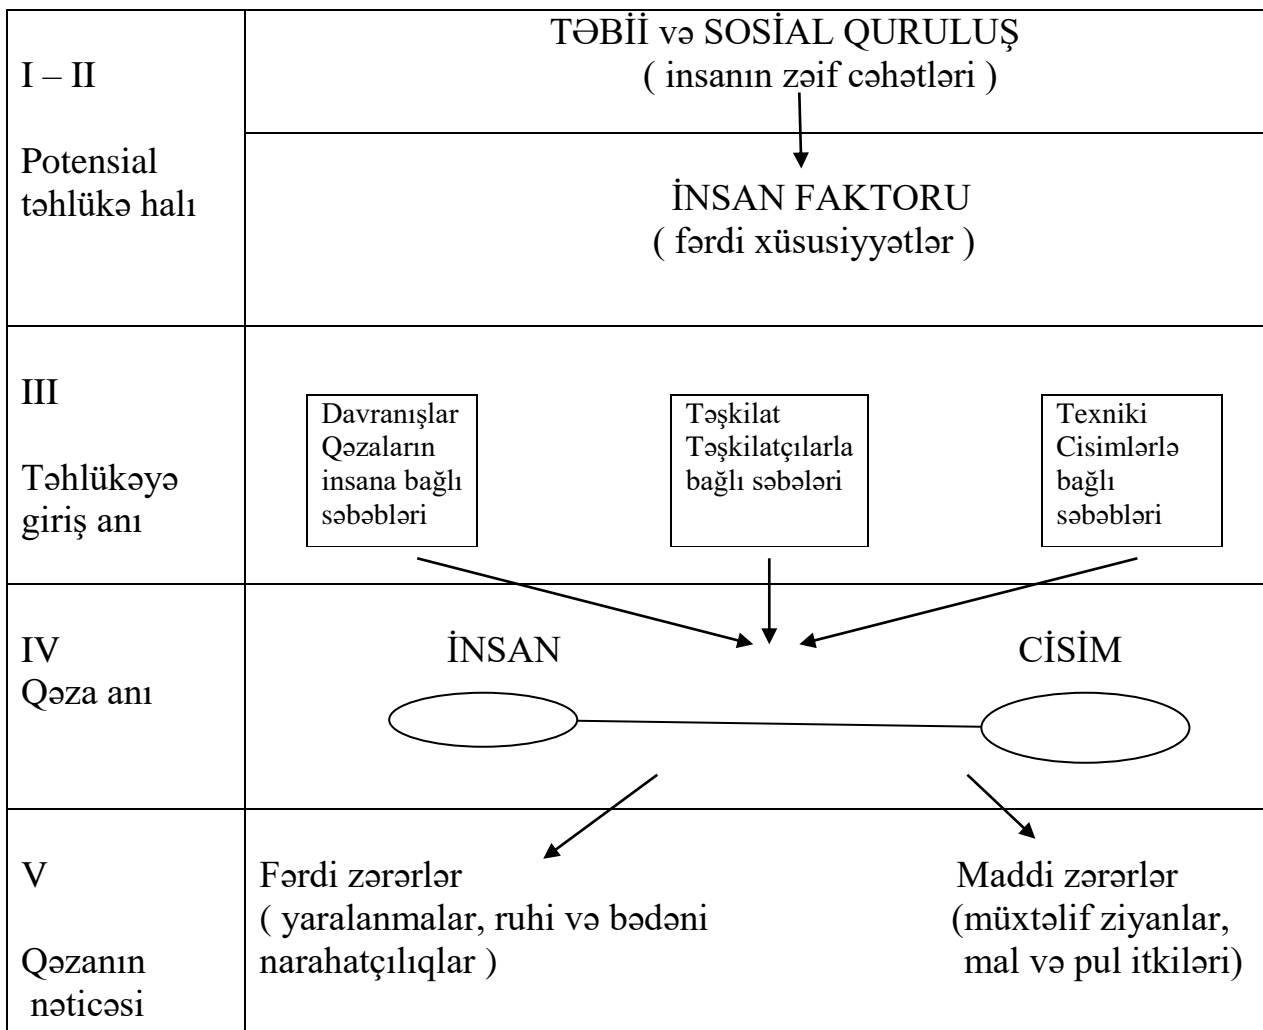 I – II
Potensial
təhlükə halı
TƏBİİ və SOSİAL QURULUŞ
( insanın zəif cəhətləri )
İNSAN FAKTORU
( fərdi xüsusiyyətlər )
III
Təhlükəyə
giriş anı
Davranışlar
Qəzaların
insana bağlı
səbəbləri
Təşkilat
Təşkilatçılarla
bağlı səbələri
Texniki
Cisimlərlə
bağlı
səbəbləri
IV
Qəza anı
İNSAN
CİSİM
V
Qəzanın
nəticəsi
Fərdi zərərlər
( yaralanmalar, ruhi və bədəni
narahatçılıqlar )
Maddi zərərlər
(müxtəlif ziyanlar,
mal və pul itkiləri)